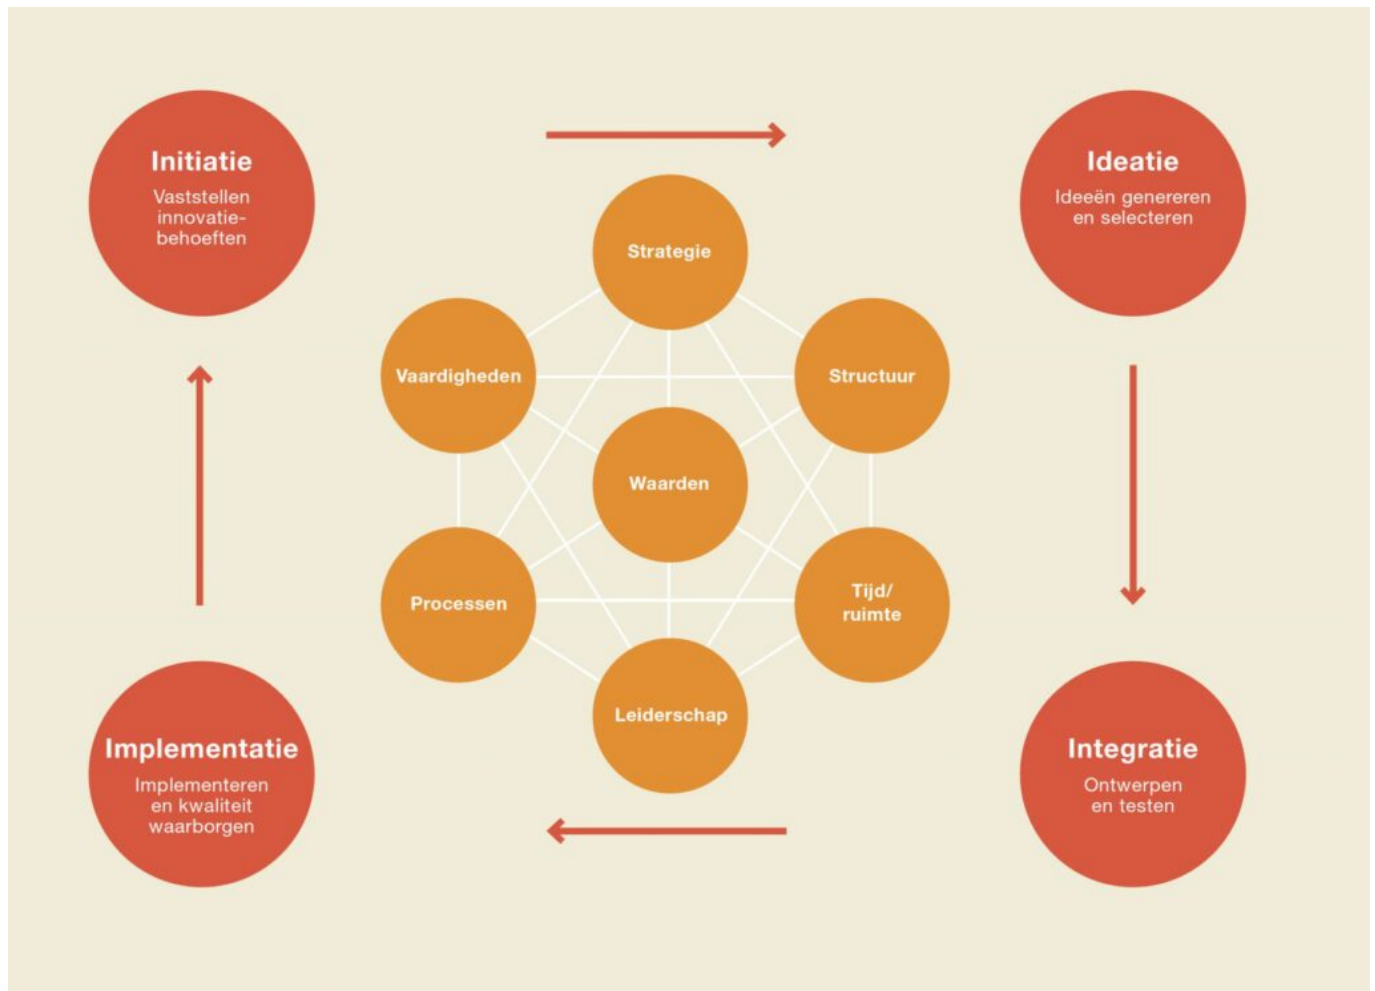 Initiatie
Vaststellen
innovatie-
behoeften
Ideatie
Ideeën genereren
en selecteren
Strategie
Vaardigheden
Structuur
Waarden
Processen
Tijd/
ruimte
Leiderschap
Implementatie
Implementeren
en kwaliteit
waarborgen
Integratie
Ontwerpen
en testen